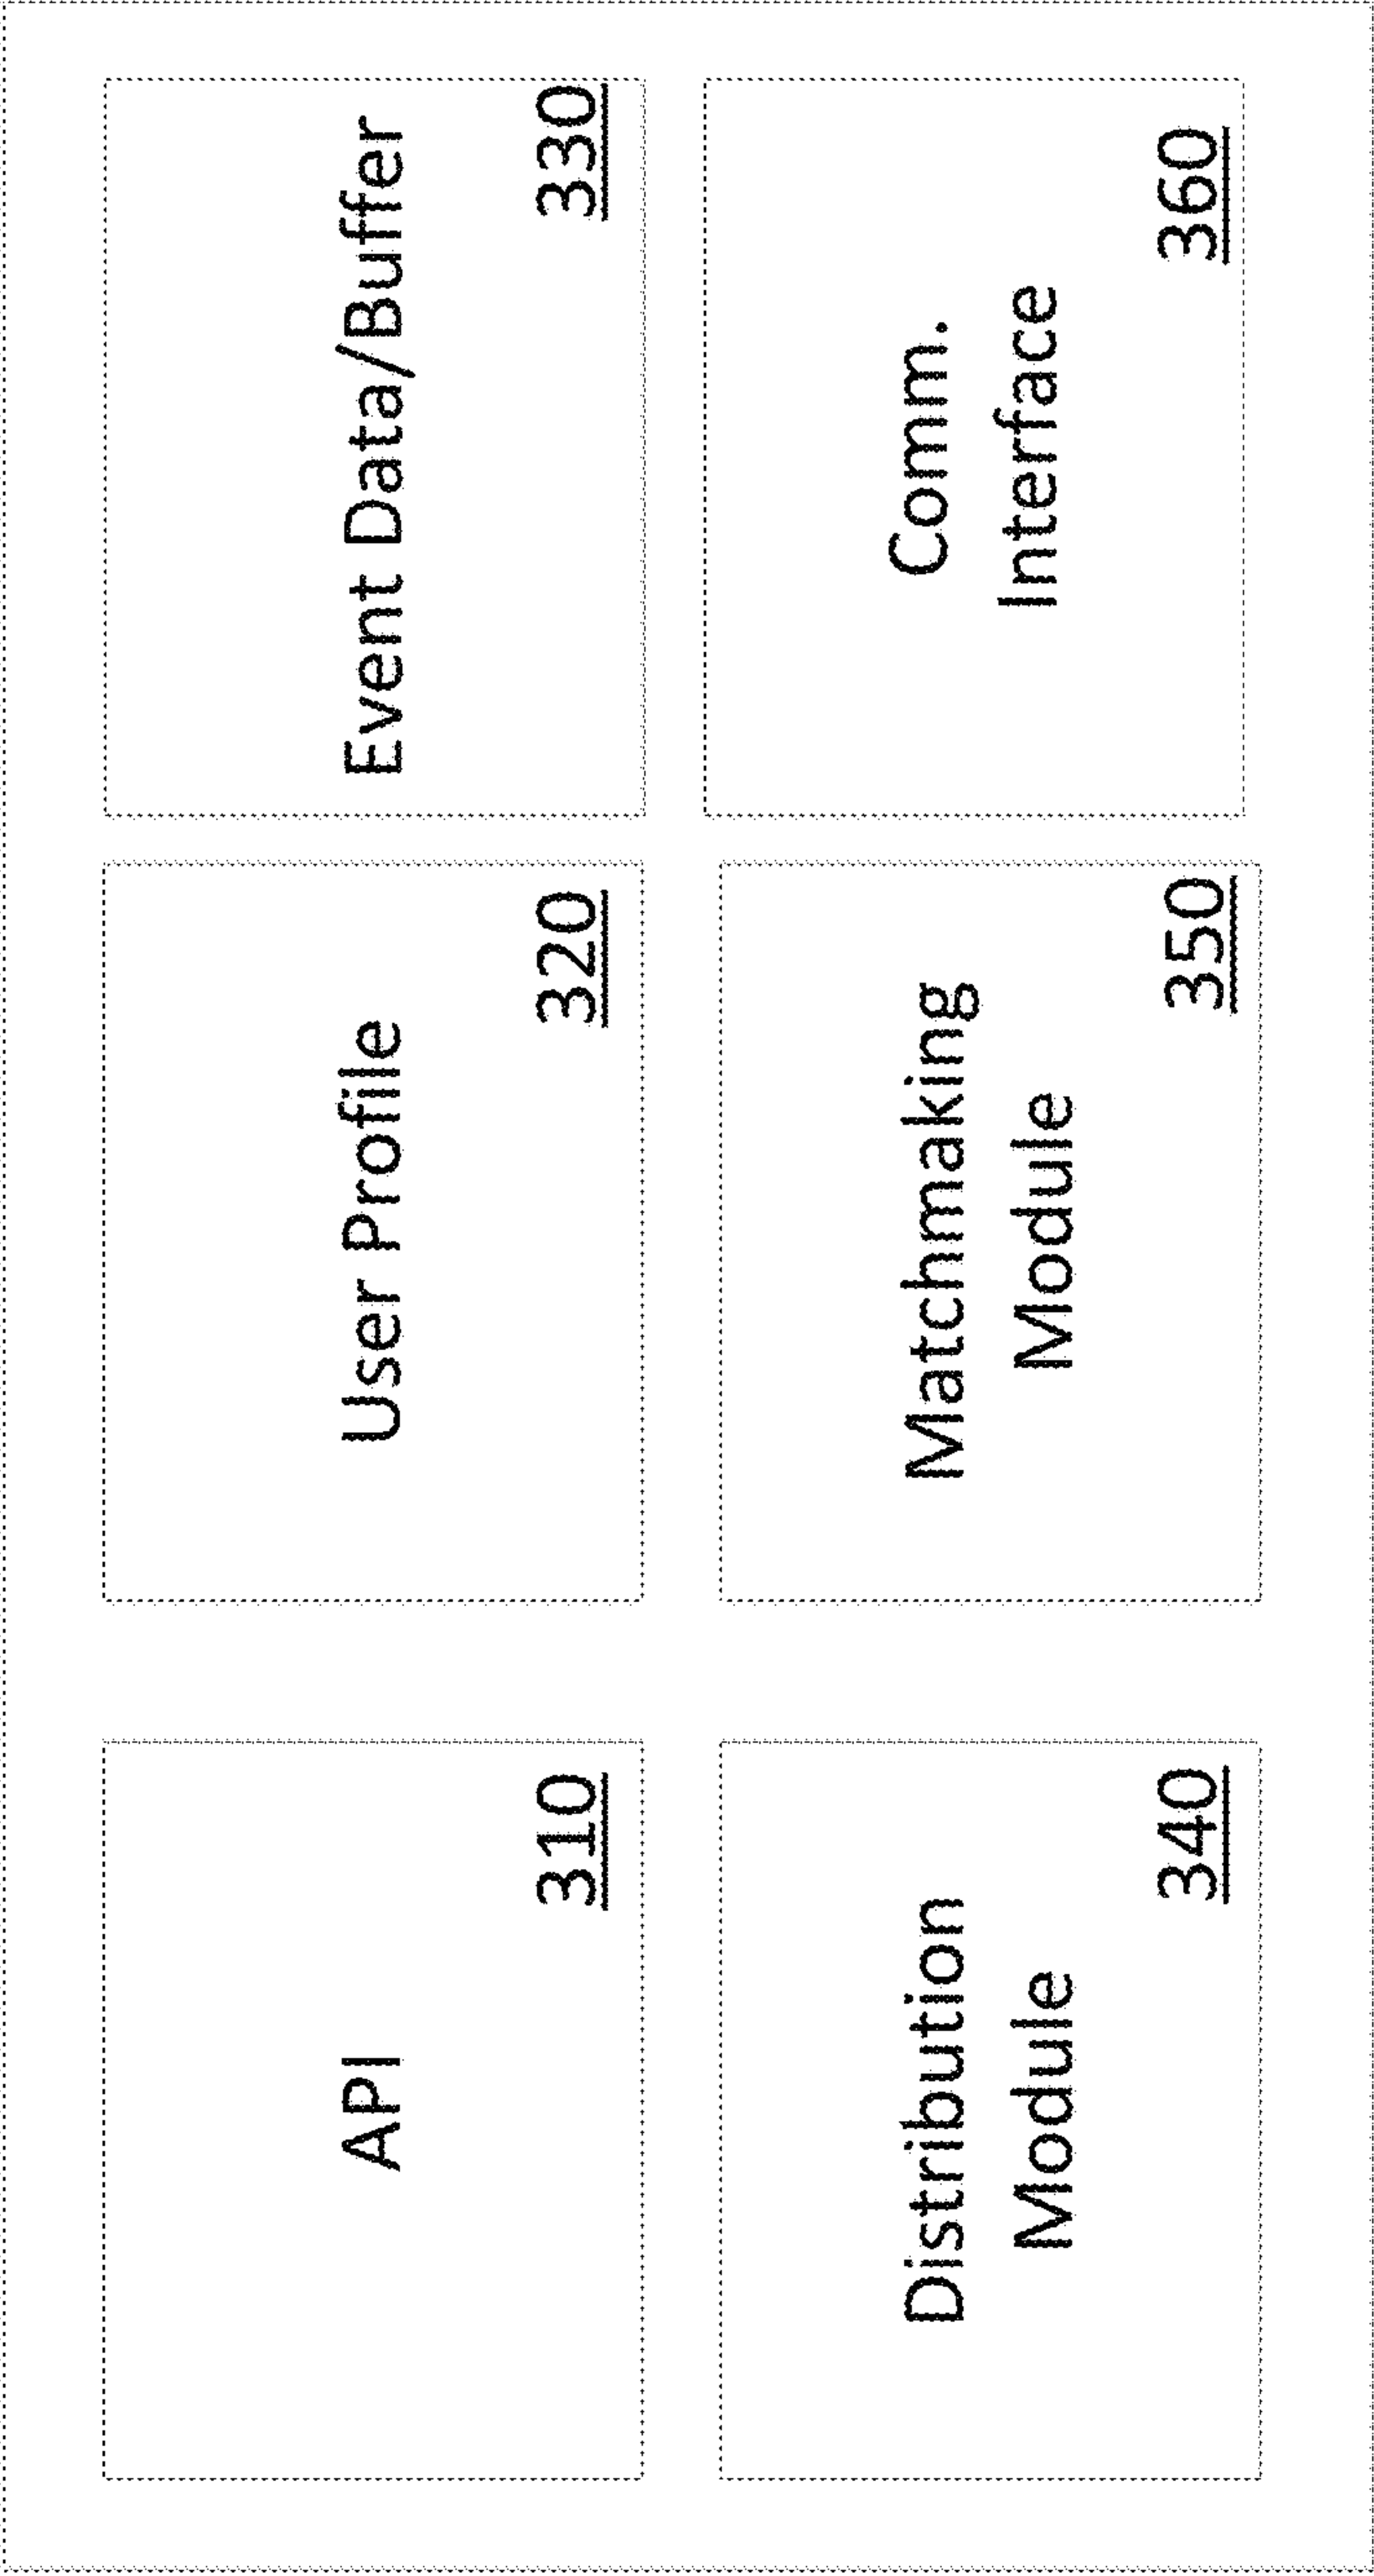 API
310
User Profile
320
Event Data/Buffer
330
Distribution
Module
340
Matchmaking
Module
350
Comm.
Interface
360